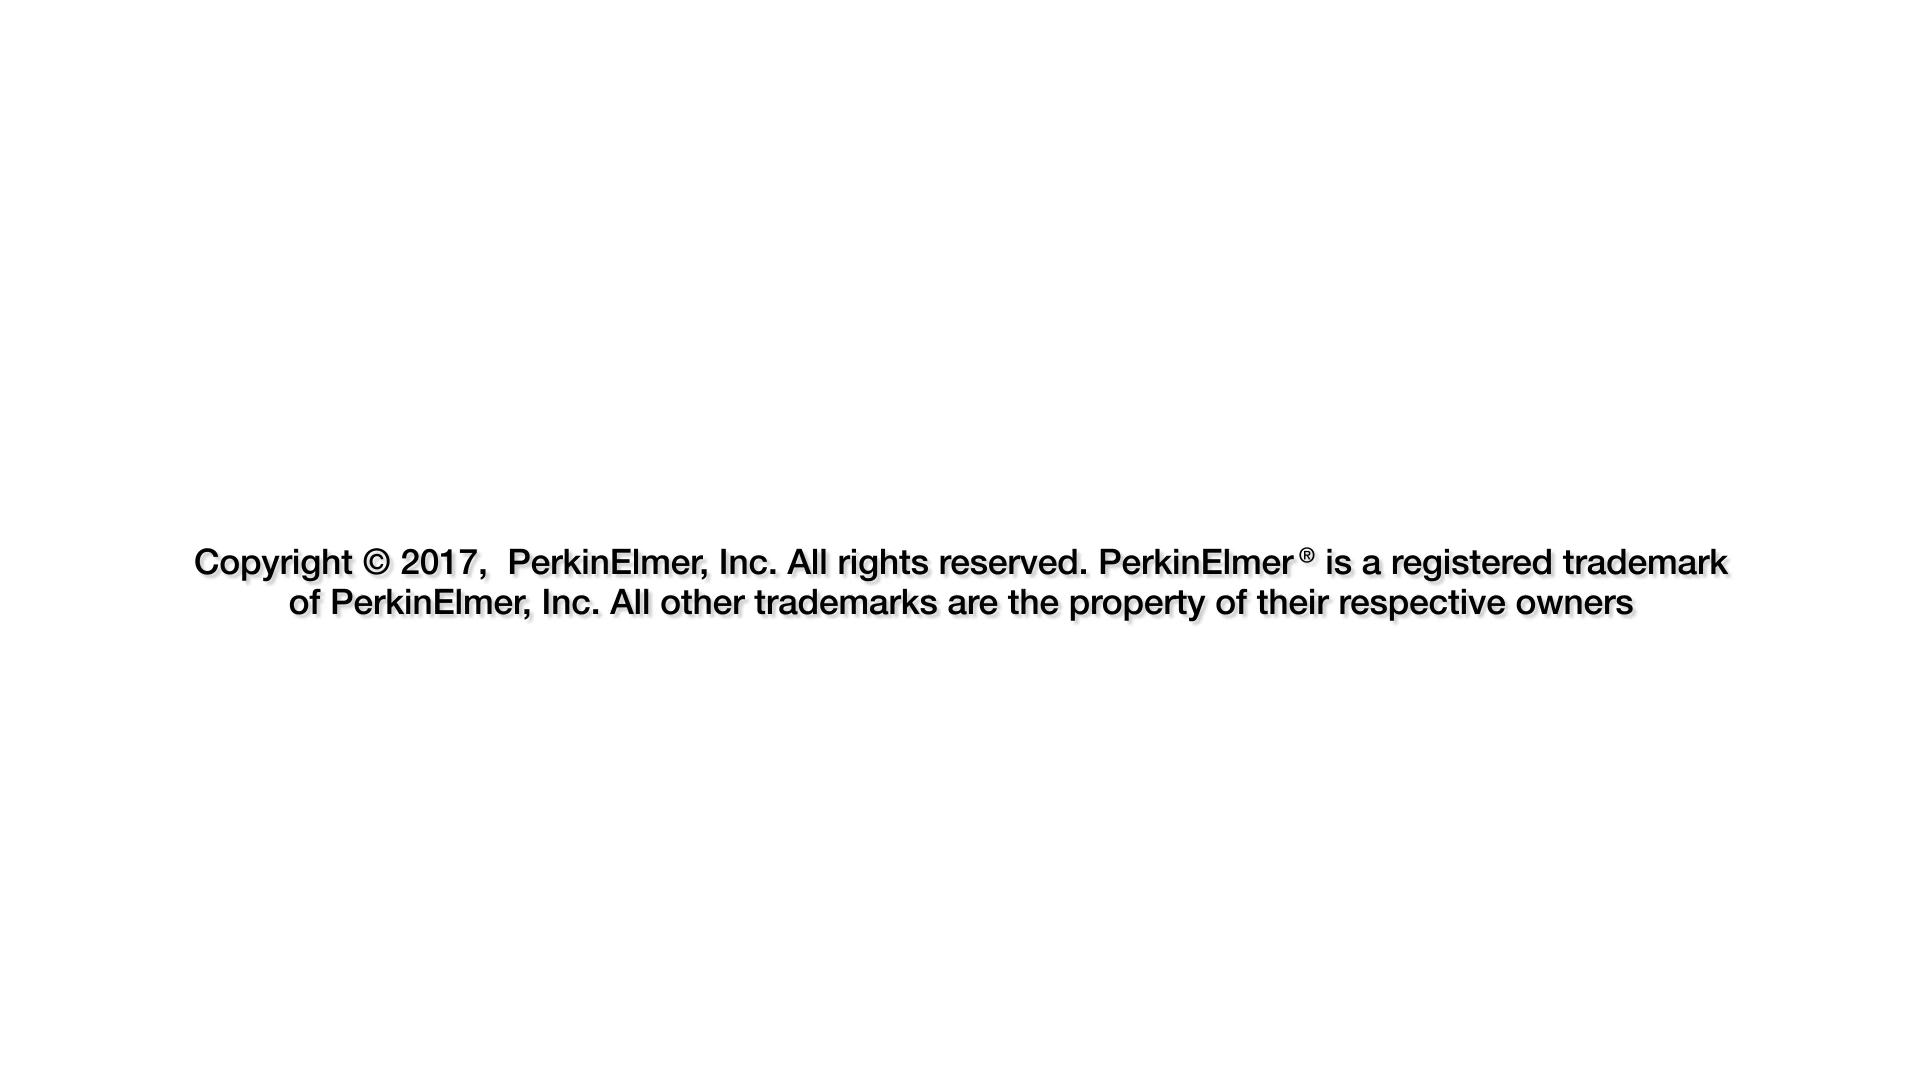 Copyright © 2017,  PerkinElmer, Inc. All rights reserved. PerkinElmer® is a registered trademark
of PerkinElmer, Inc. All other trademarks are the property of their respective owners